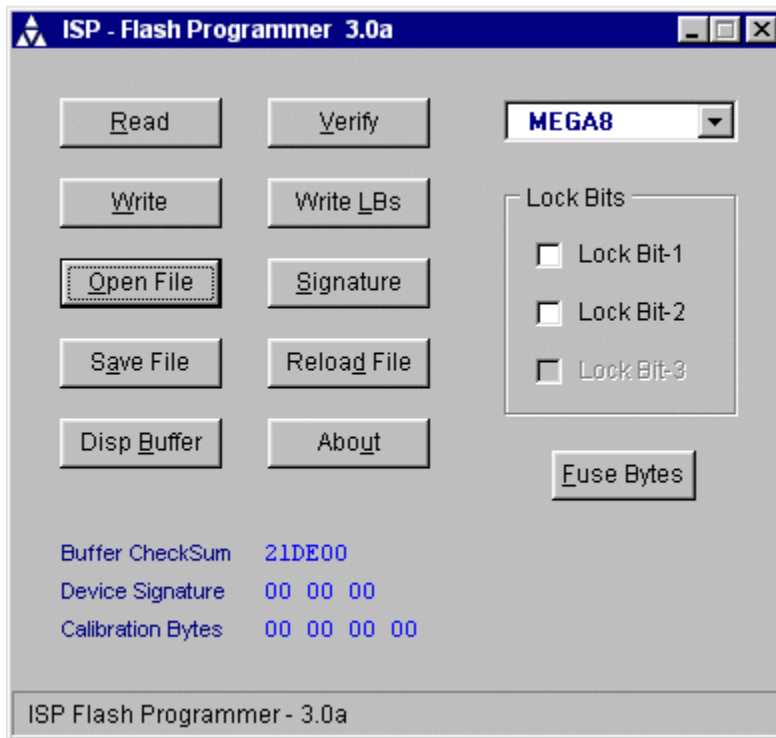 ISP - Flash Programmer 3.0a
Read
Verify
MEGA8
Write
Write LBs
Lock Bits
Lock Bit-1
Open File
Signature
Lock Bit-2
Save File
Reload File
Lock Bit-3
Disp Buffer
About
Fuse Bytes
Buffer CheckSum 21DE00
Device Signature 00 00 00
Calibration Bytes 00 00 00 00
ISP Flash Programmer - 3.0a